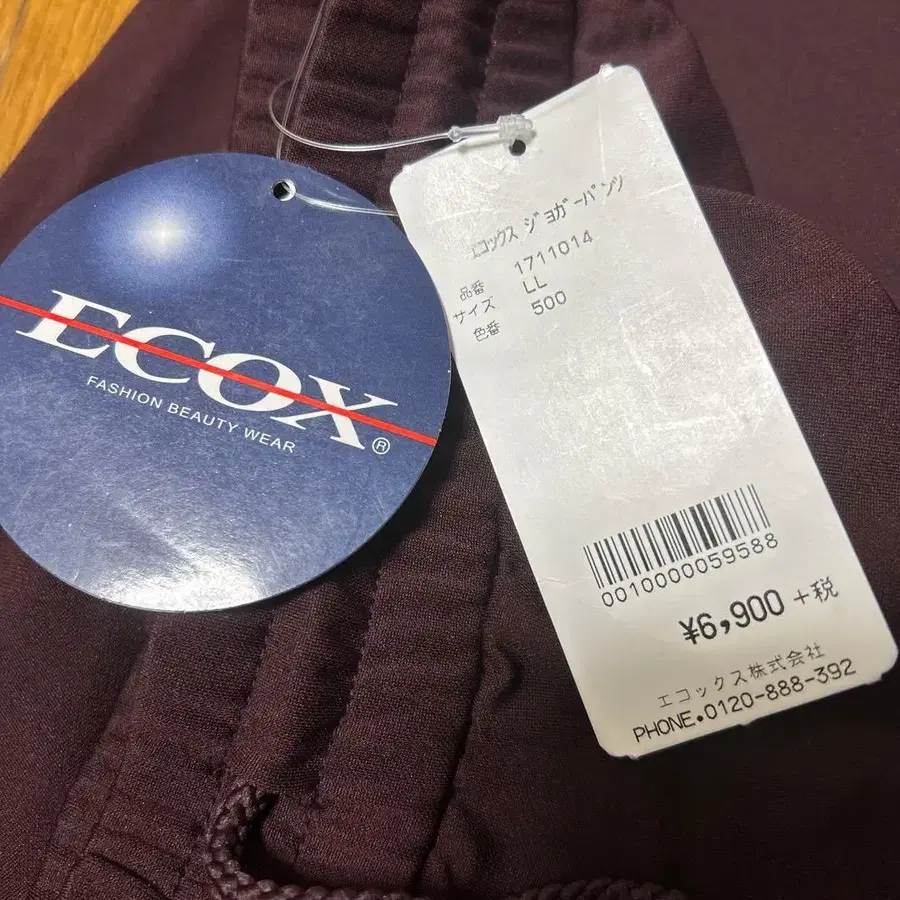 ECOX®
FASHION BEAUTY WEAR
エコックス ジョガーパンツ
品番 1711014
サイズ LL
色番 500
0010000059588
¥6,900 +税
エコックス株式会社
PHONE•0120-888-392